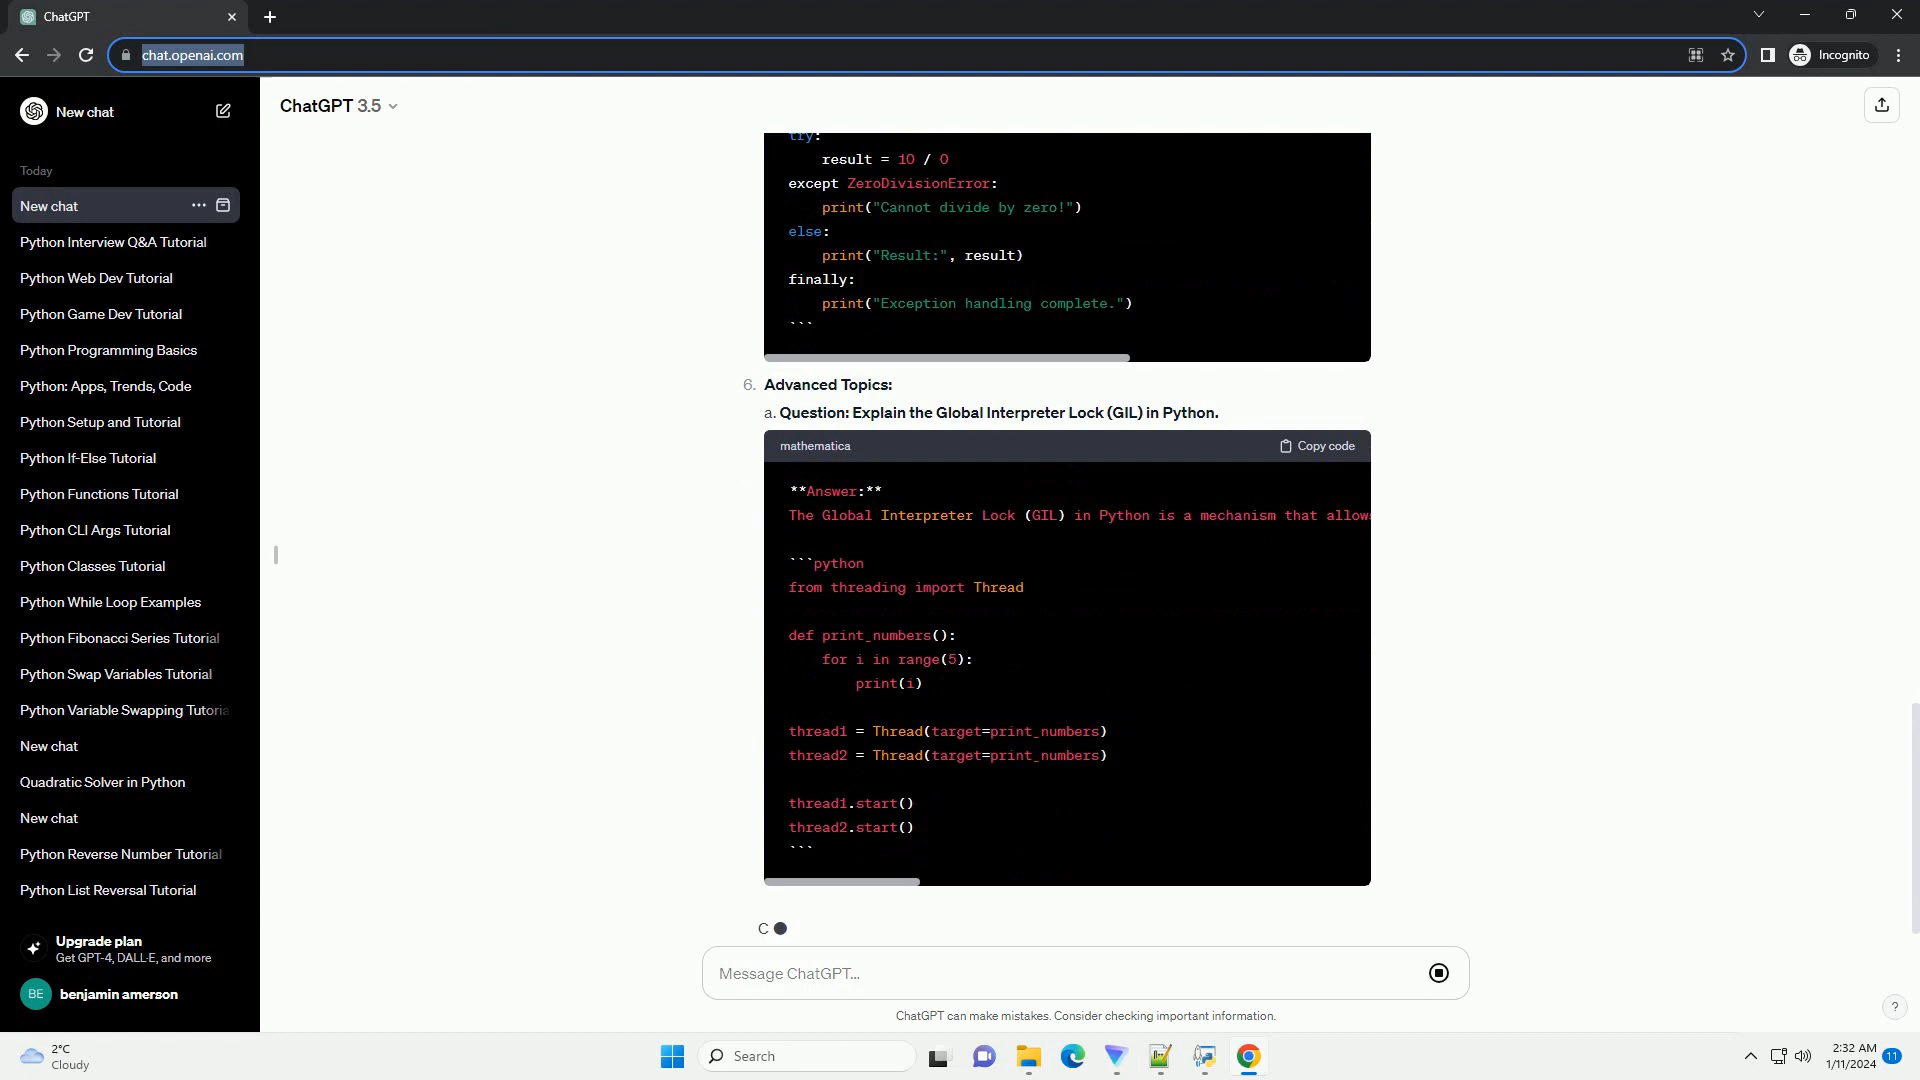 ChatGPT
chat.openai.com
Incognito
New chat
Today
New chat
Python Interview Q&A Tutorial
Python Web Dev Tutorial
Python Game Dev Tutorial
Python Programming Basics
Python: Apps, Trends, Code
Python Setup and Tutorial
Python If-Else Tutorial
Python Functions Tutorial
Python CLI Args Tutorial
Python Classes Tutorial
Python While Loop Examples
Python Fibonacci Series Tutorial
Python Swap Variables Tutorial
Python Variable Swapping Tutoria
New chat
Quadratic Solver in Python
New chat
Python Reverse Number Tutorial
Python List Reversal Tutorial
Upgrade plan
Get GPT-4, DALL·E, and more
BE benjamin amerson
ChatGPT 3.5
try:
result = 10 / 0
except ZeroDivisionError:
print("Cannot divide by zero!")
else:
print("Result:", result)
finally:
print("Exception handling complete.")
```
6. Advanced Topics:
a. Question: Explain the Global Interpreter Lock (GIL) in Python.
mathematica Copy code
**Answer:**
The Global Interpreter Lock (GIL) in Python is a mechanism that allows
```python
from threading import Thread
def print_numbers():
for i in range(5):
print(i)
thread1 = Thread(target=print_numbers)
thread2 = Thread(target=print_numbers)
thread1.start()
thread2.start()
```
C
Message ChatGPT...
ChatGPT can make mistakes. Consider checking important information.
?
2°C
Cloudy
Search
2:32 AM
1/11/2024
11